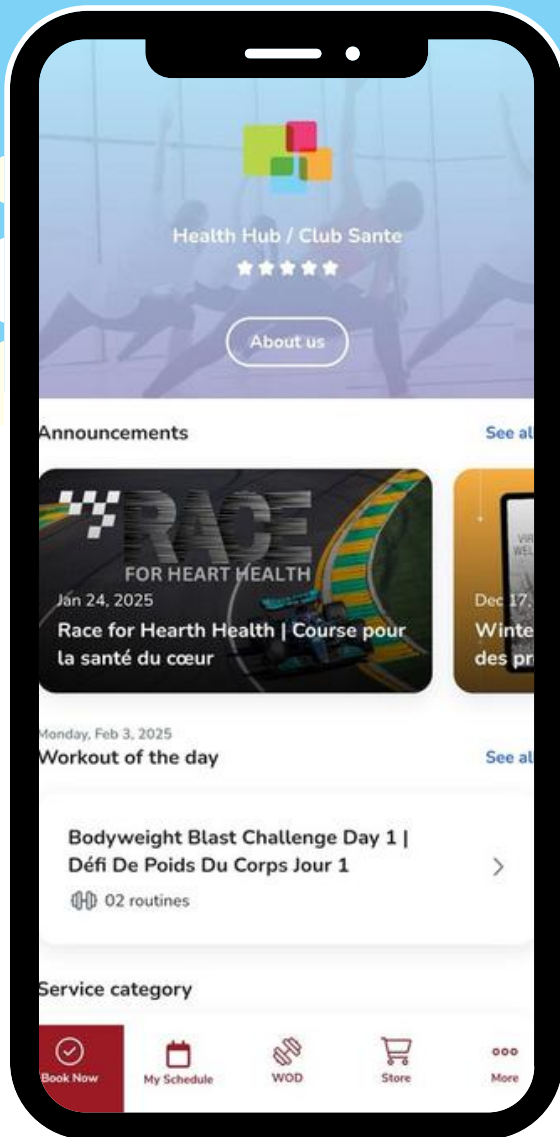 Health Hub / Club Sante
About us
Announcements
See al
RACE
FOR HEART HEALTH
Jan 24, 2025
Race for Hearth Health | Course pour
la santé du cœur
VIR
WEL
Dec 17,
Winte
des pr
Monday, Feb 3, 2025
Workout of the day
See al
Bodyweight Blast Challenge Day 1 |
Défi De Poids Du Corps Jour 1
02 routines
Service category
Book Now
My Schedule
WOD
Store
More